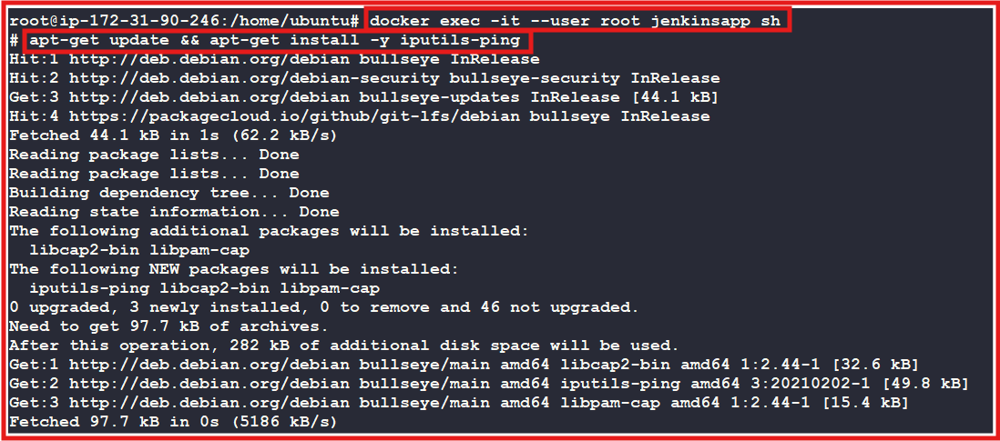 root@ip-172-31-90-246:/home/ubuntu# docker exec -it --user root jenkinsapp sh
# apt-get update && apt-get install -y iputils-ping
Hit:1 http://deb.debian.org/debian bullseye InRelease
Hit:2 http://deb.debian.org/debian-security bullseye-security InRelease
Get:3 http://deb.debian.org/debian bullseye-updates InRelease [44.1 kB]
Hit:4 https://packagecloud.io/github/git-lfs/debian bullseye InRelease
Fetched 44.1 kB in 1s (62.2 kB/s)
Reading package lists... Done
Reading package lists... Done
Building dependency tree... Done
Reading state information... Done
The following additional packages will be installed:
  libcap2-bin libpam-cap
The following NEW packages will be installed:
  iputils-ping libcap2-bin libpam-cap
0 upgraded, 3 newly installed, 0 to remove and 46 not upgraded.
Need to get 97.7 kB of archives.
After this operation, 282 kB of additional disk space will be used.
Get:1 http://deb.debian.org/debian bullseye/main amd64 libcap2-bin amd64 1:2.44-1 [32.6 kB]
Get:2 http://deb.debian.org/debian bullseye/main amd64 iputils-ping amd64 3:20210202-1 [49.8 kB]
Get:3 http://deb.debian.org/debian bullseye/main amd64 libpam-cap amd64 1:2.44-1 [15.4 kB]
Fetched 97.7 kB in 0s (5186 kB/s)